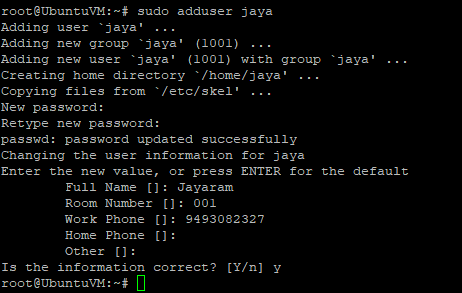 root@UbuntuVM:~# sudo adduser jaya
Adding user `jaya' ...
Adding new group `jaya' (1001) ...
Adding new user `jaya' (1001) with group `jaya' ...
Creating home directory `/home/jaya' ...
Copying files from `/etc/skel' ...
New password:
Retype new password:
passwd: password updated successfully
Changing the user information for jaya
Enter the new value, or press ENTER for the default
        Full Name []: Jayaram
        Room Number []: 001
        Work Phone []: 9493082327
        Home Phone []:
        Other []:
Is the information correct? [Y/n] y
root@UbuntuVM:~#